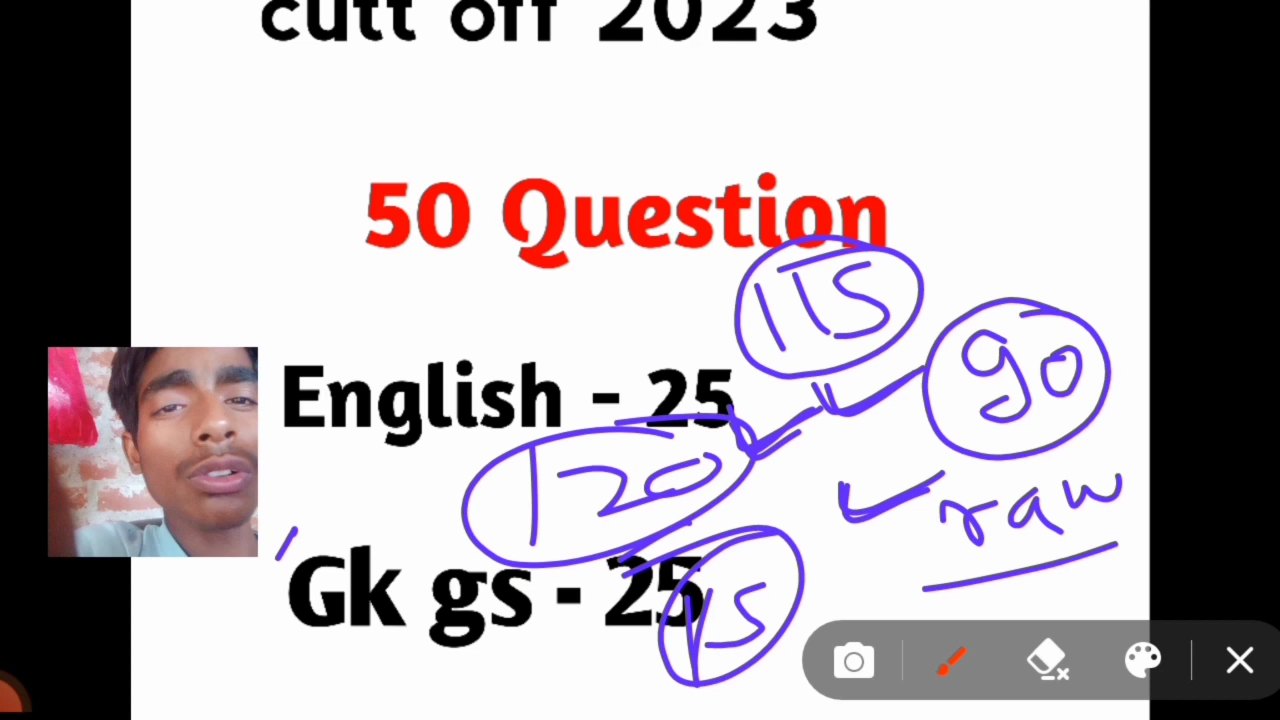 cutt off 2023
50 Question
115
90
English - 25
120
raw
Gk gs - 25
15